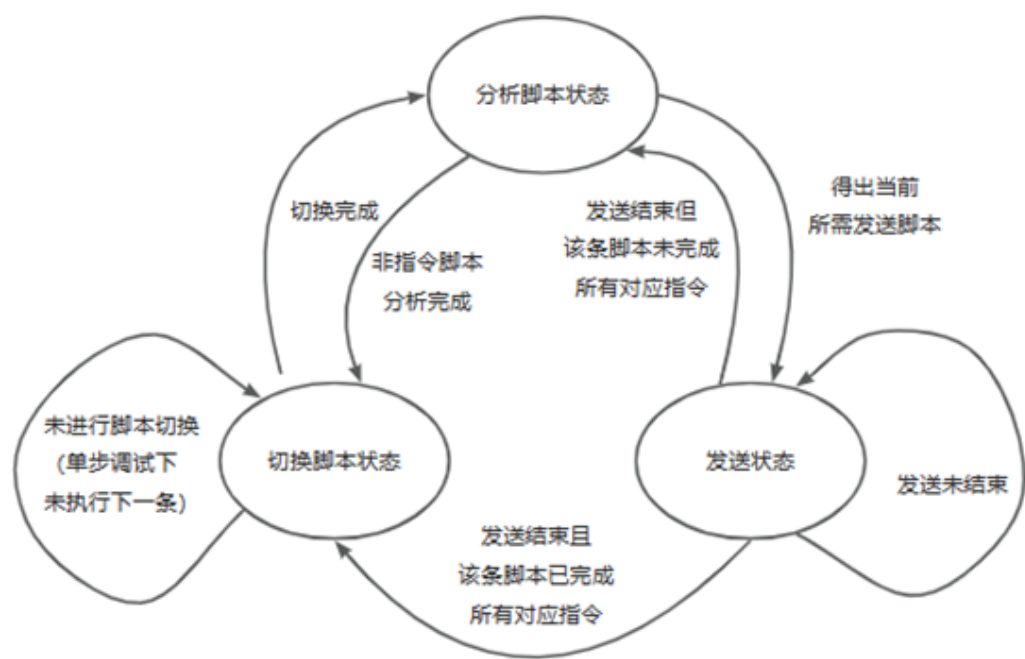 分析脚本状态
切换完成
发送结束但
该条脚本未完成
所有对应指令
得出当前
所需发送脚本
非指令脚本
分析完成
未进行脚本切换
(单步调试下
未执行下一条)
切换脚本状态
发送状态
发送未结束
发送结束且
该条脚本已完成
所有对应指令